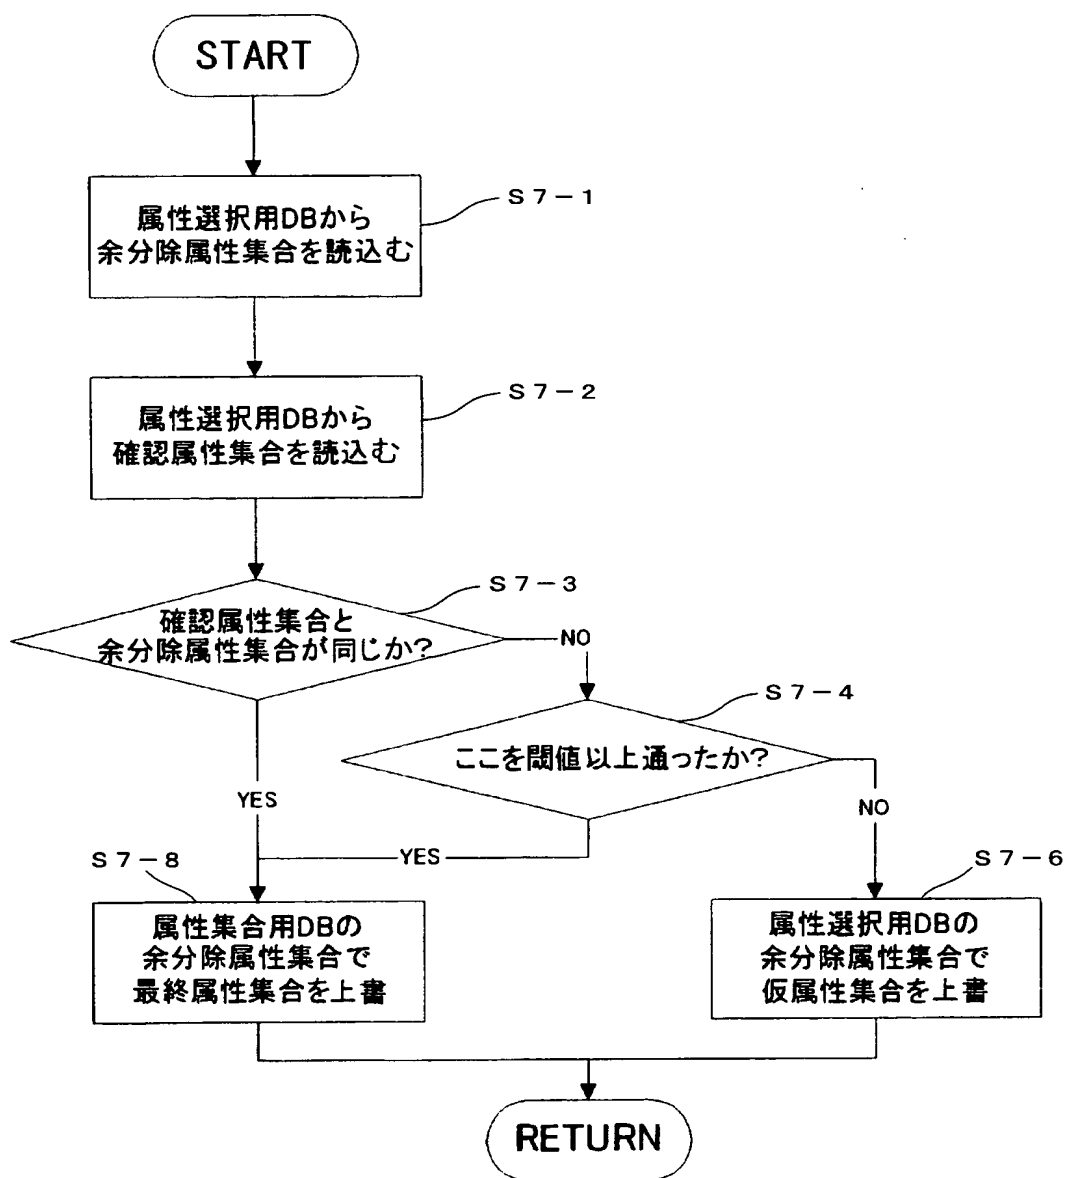 START
属性選択用DBから
余分除属性集合を読込む
S7-1
属性選択用DBから
確認属性集合を読込む
S7-2
確認属性集合と
余分除属性集合が同じか?
S7-3
NO
ここを閾値以上通ったか?
S7-4
YES
YES
NO
S7-8
属性集合用DBの
余分除属性集合で
最終属性集合を上書
S7-6
属性選択用DBの
余分除属性集合で
仮属性集合を上書
RETURN